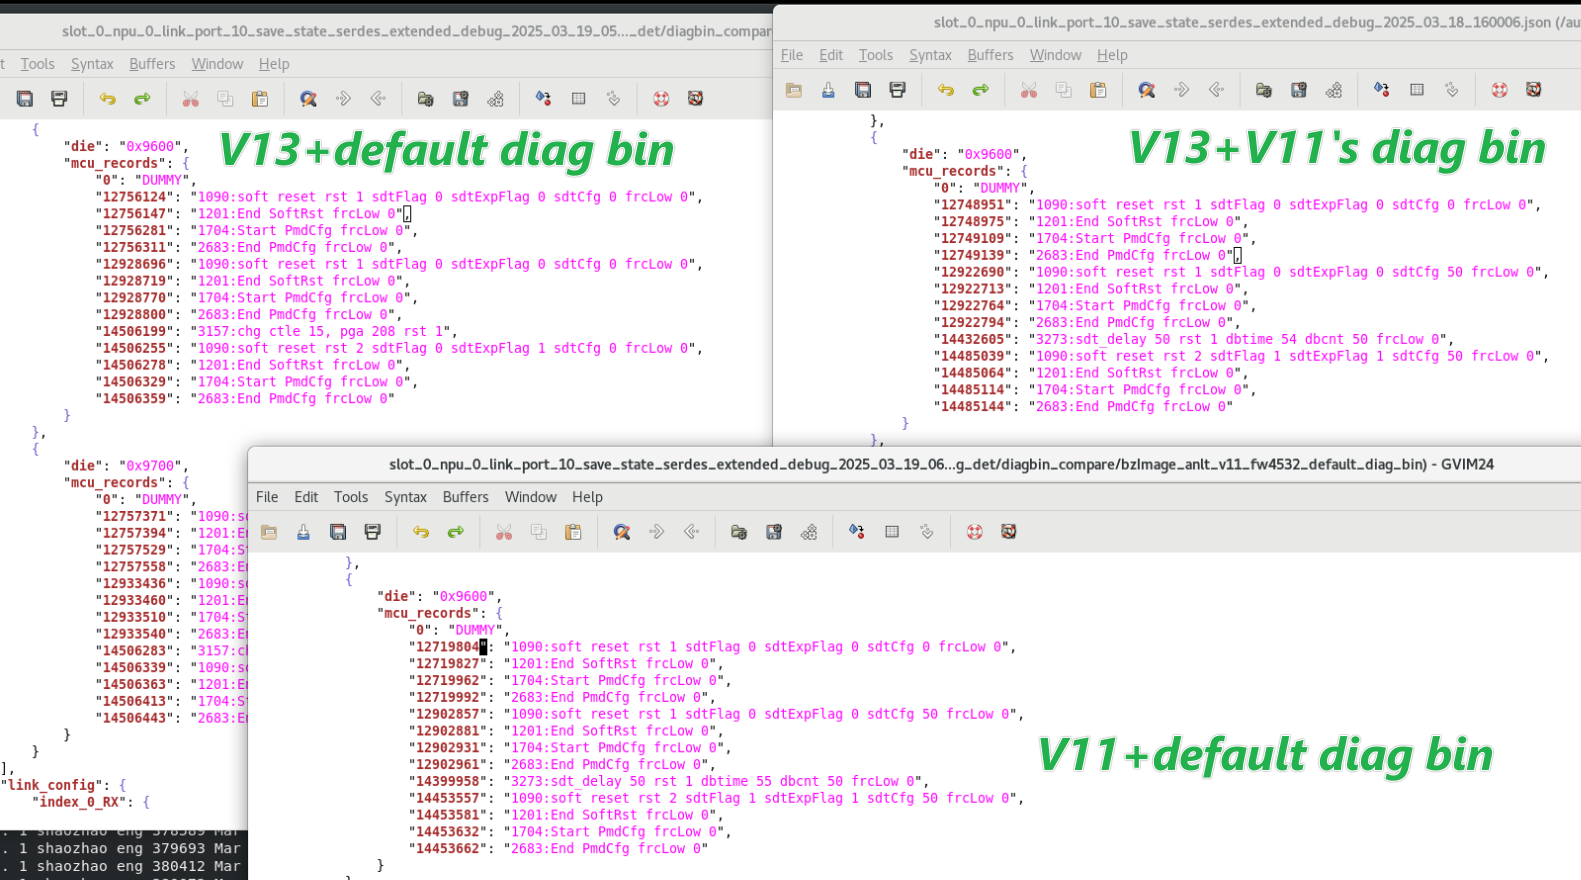 slot_0_npu_0_link_port_10_save_state_serdes_extended_debug_2025_03_19_05..._det/diagbin_compar
t Tools Syntax Buffers Window Help
V13+default diag bin
{
"die": "0x9600",
"mcu_records": {
"0": "DUMMY",
"12756124": "1090:soft reset rst 1 sdtFlag 0 sdtExpFlag 0 sdtCfg 0 frcLow 0",
"12756147": "1201:End SoftRst frcLow 0",
"12756281": "1704:Start PmdCfg frcLow 0",
"12756311": "2683:End PmdCfg frcLow 0",
"12928696": "1090:soft reset rst 1 sdtFlag 0 sdtExpFlag 0 sdtCfg 0 frcLow 0",
"12928719": "1201:End SoftRst frcLow 0",
"12928770": "1704:Start PmdCfg frcLow 0",
"12928800": "2683:End PmdCfg frcLow 0",
"14506199": "3157:chg ctle 15, pga 208 rst 1",
"14506255": "1090:soft reset rst 2 sdtFlag 0 sdtExpFlag 1 sdtCfg 0 frcLow 0",
"14506278": "1201:End SoftRst frcLow 0",
"14506329": "1704:Start PmdCfg frcLow 0",
"14506359": "2683:End PmdCfg frcLow 0"
}
},
{
"die": "0x9700",
"mcu_records": {
"0": "DUMMY",
"12757371": "1090:so
"12757394": "1201:En
"12757529": "1704:St
"12757558": "2683:En
"12933436": "1090:so
"12933460": "1201:En
"12933510": "1704:St
"12933540": "2683:En
"14506283": "3157:ch
"14506339": "1090:so
"14506363": "1201:En
"14506413": "1704:St
"14506443": "2683:En
}
}
],
"link_config": {
"index_0_RX": {
. 1 shaozhao eng 378589 Mar
. 1 shaozhao eng 379693 Mar
. 1 shaozhao eng 380412 Mar
slot_0_npu_0_link_port_10_save_state_serdes_extended_debug_2025_03_18_160006.json (/au
File Edit Tools Syntax Buffers Window Help
V13+V11's diag bin
},
{
"die": "0x9600",
"mcu_records": {
"0": "DUMMY",
"12748951": "1090:soft reset rst 1 sdtFlag 0 sdtExpFlag 0 sdtCfg 0 frcLow 0",
"12748975": "1201:End SoftRst frcLow 0",
"12749109": "1704:Start PmdCfg frcLow 0",
"12749139": "2683:End PmdCfg frcLow 0",
"12922690": "1090:soft reset rst 1 sdtFlag 0 sdtExpFlag 0 sdtCfg 50 frcLow 0",
"12922713": "1201:End SoftRst frcLow 0",
"12922764": "1704:Start PmdCfg frcLow 0",
"12922794": "2683:End PmdCfg frcLow 0",
"14432605": "3273:sdt_delay 50 rst 1 dbtime 54 dbcnt 50 frcLow 0",
"14485039": "1090:soft reset rst 2 sdtFlag 1 sdtExpFlag 1 sdtCfg 50 frcLow 0",
"14485064": "1201:End SoftRst frcLow 0",
"14485114": "1704:Start PmdCfg frcLow 0",
"14485144": "2683:End PmdCfg frcLow 0"
}
},
slot_0_npu_0_link_port_10_save_state_serdes_extended_debug_2025_03_19_06...g_det/diagbin_compare/bzImage_anlt_v11_fw4532_default_diag_bin) - GVIM24
File Edit Tools Syntax Buffers Window Help
},
{
"die": "0x9600",
"mcu_records": {
"0": "DUMMY",
"12719804": "1090:soft reset rst 1 sdtFlag 0 sdtExpFlag 0 sdtCfg 0 frcLow 0",
"12719827": "1201:End SoftRst frcLow 0",
"12719962": "1704:Start PmdCfg frcLow 0",
"12719992": "2683:End PmdCfg frcLow 0",
"12902857": "1090:soft reset rst 1 sdtFlag 0 sdtExpFlag 0 sdtCfg 50 frcLow 0",
"12902881": "1201:End SoftRst frcLow 0",
"12902931": "1704:Start PmdCfg frcLow 0",
"12902961": "2683:End PmdCfg frcLow 0",
"14399958": "3273:sdt_delay 50 rst 1 dbtime 55 dbcnt 50 frcLow 0",
"14453557": "1090:soft reset rst 2 sdtFlag 1 sdtExpFlag 1 sdtCfg 50 frcLow 0",
"14453581": "1201:End SoftRst frcLow 0",
"14453632": "1704:Start PmdCfg frcLow 0",
"14453662": "2683:End PmdCfg frcLow 0"
}
V11+default diag bin